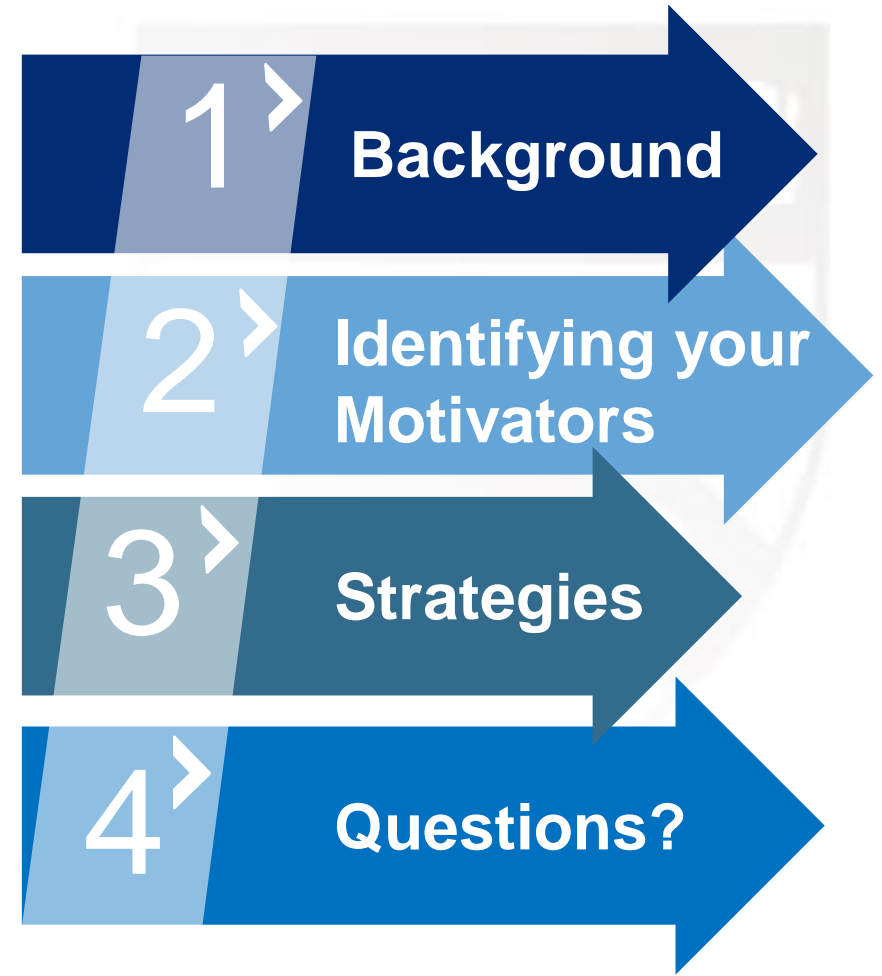 1 Background
2 Identifying your
Motivators
3 Strategies
4 Questions?